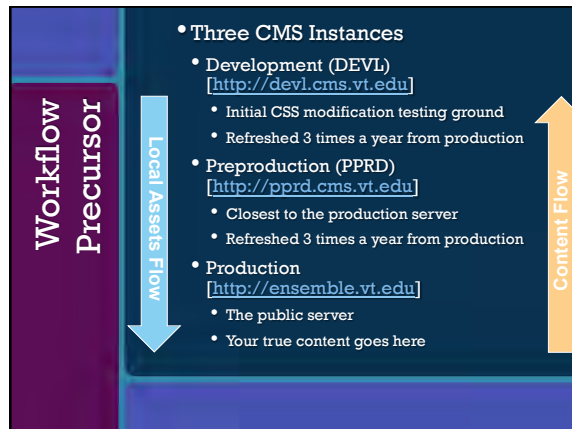 • Three CMS Instances
• Development (DEVL)
[http://devl.cms.vt.edu]
• Initial CSS modification testing ground
• Refreshed 3 times a year from production
• Preproduction (PPRD)
[http://pprd.cms.vt.edu]
• Closest to the production server
• Refreshed 3 times a year from production
• Production
[http://ensemble.vt.edu]
• The public server
• Your true content goes here
Workflow
Precursor
Local Assets Flow
Content Flow